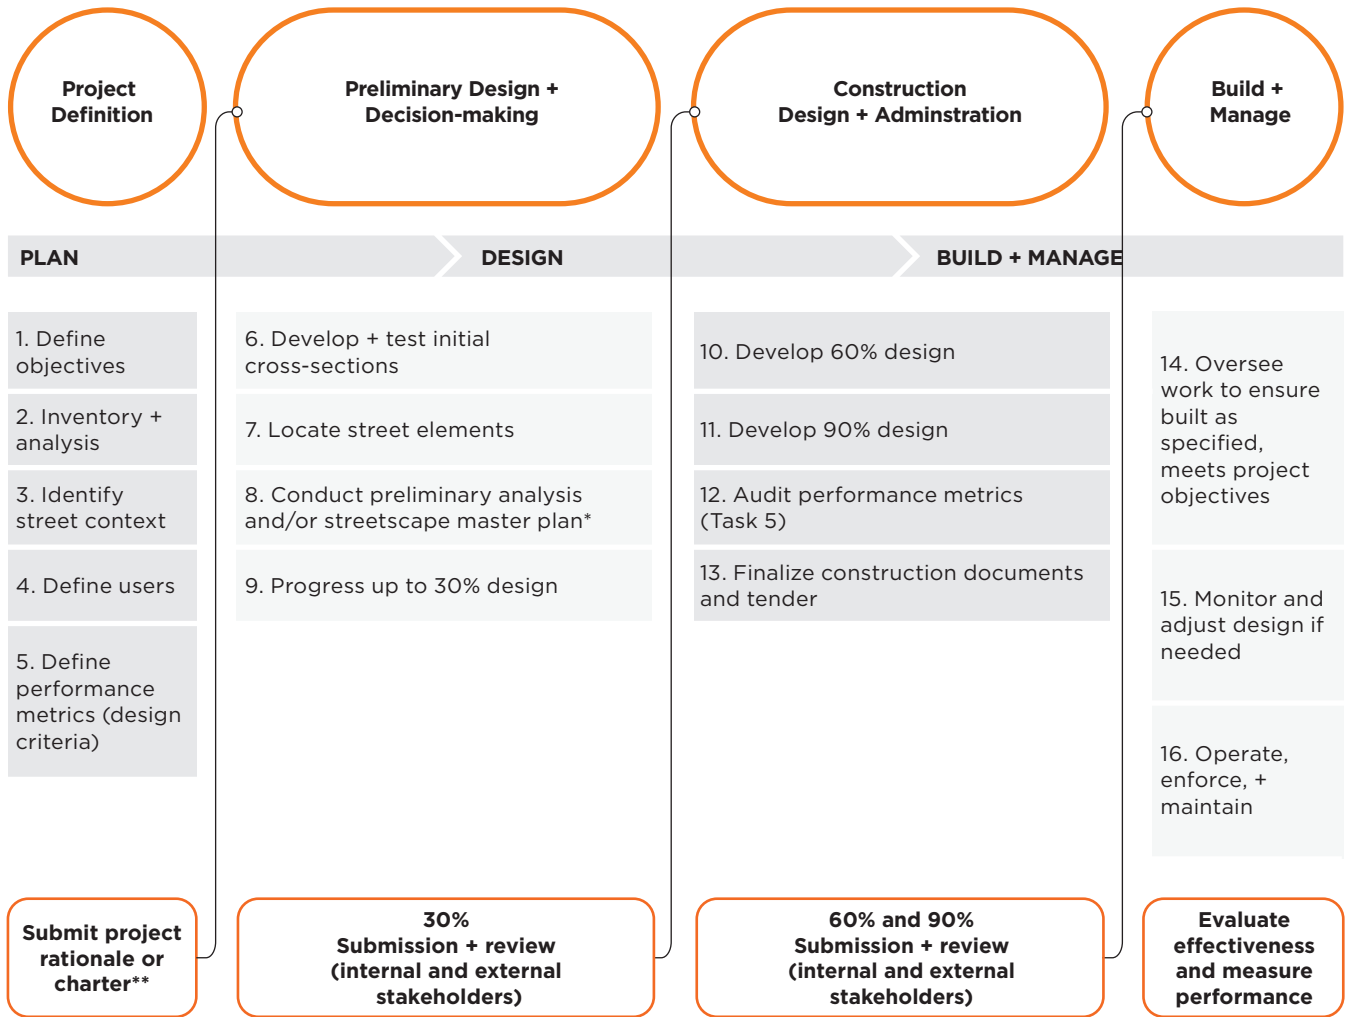 Project
Definition
Preliminary Design +
Decision-making
Construction
Design + Adminstration
Build +
Manage
PLAN
DESIGN
BUILD + MANAGE
1. Define
objectives
2. Inventory +
analysis
3. Identify
street context
4. Define users
5. Define
performance
metrics (design
criteria)
6. Develop + test initial
cross-sections
7. Locate street elements
8. Conduct preliminary analysis
and/or streetscape master plan*
9. Progress up to 30% design
10. Develop 60% design
11. Develop 90% design
12. Audit performance metrics
(Task 5)
13. Finalize construction documents
and tender
14. Oversee
work to ensure
built as
specified,
meets project
objectives
15. Monitor and
adjust design if
needed
16. Operate,
enforce, +
maintain
Submit project
rationale or
charter**
30%
Submission + review
(internal and external
stakeholders)
60% and 90%
Submission + review
(internal and external
stakeholders)
Evaluate
effectiveness
and measure
performance